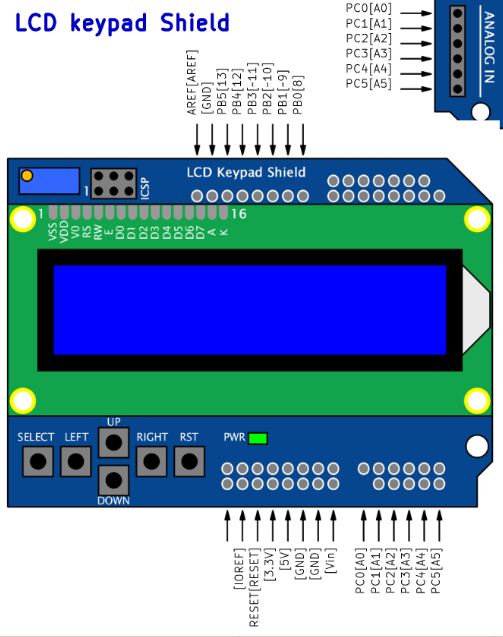 LCD keypad Shield
PC0[A0]
PC1[A1]
PC2[A2]
PC3[A3]
PC4[A4]
PC5[A5]
ANALOG IN
AREF[AREF]
[GND]
PB5[13]
PB4[12]
PB3[~11]
PB2[~10]
PB1[~9]
PB0[8]
1
ICSP
LCD Keypad Shield
1
16
VSS
VDD
V0
RS
RW
E
D0
D1
D2
D3
D4
D5
D6
D7
A
K
UP
SELECT LEFT RIGHT RST
PWR
DOWN
[IOREF]
RESET[RESET]
[3.3V]
[5V]
[GND]
[GND]
[Vin]
PC0[A0]
PC1[A1]
PC2[A2]
PC3[A3]
PC4[A4]
PC5[A5]